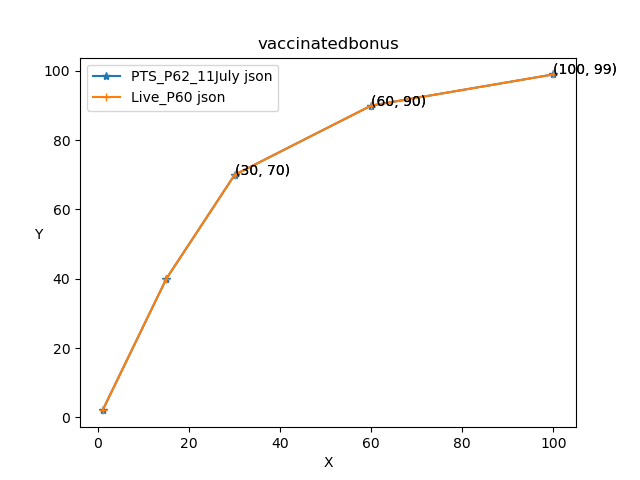 vaccinatedbonus
PTS_P62_11July json
Live_P60 json
100
80
60
40
20
0
Y
(30, 70)
(60, 90)
(100, 99)
0 20 40 60 80 100
X